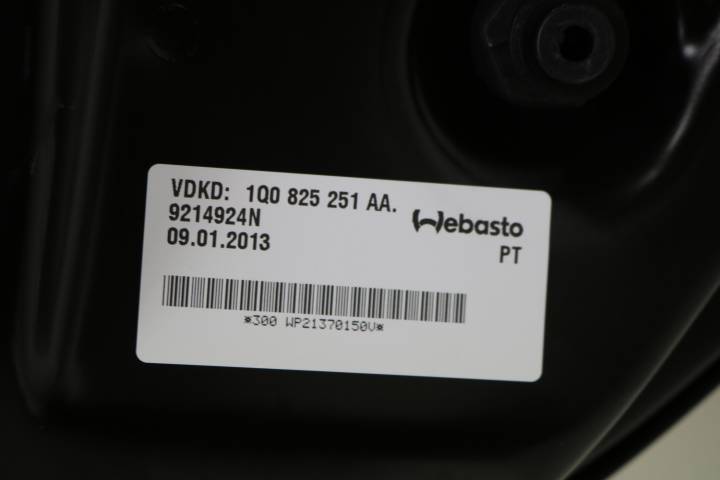 VDKD: 1Q0 825 251 AA.
9214924N
09.01.2013
Webasto
PT
*300 WP21370150V*